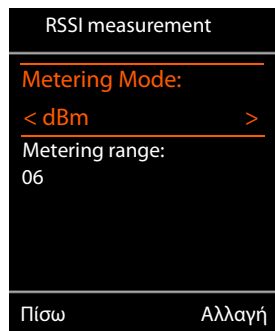 RSSI measurement
Metering Mode:
< dBm >
Metering range:
06
Πίσω Αλλαγή